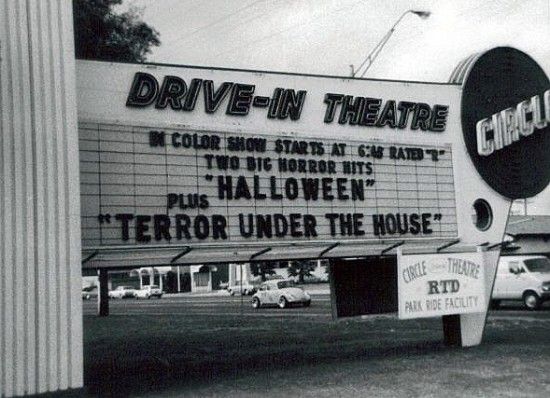 DRIVE-IN THEATRE
IN COLOR SHOW STARTS AT 6:45 RATED "R"
TWO BIG HORROR HITS
"HALLOWEEN"
PLUS
"TERROR UNDER THE HOUSE"
CIRCLE THEATRE
RTD
PARK RIDE FACILITY